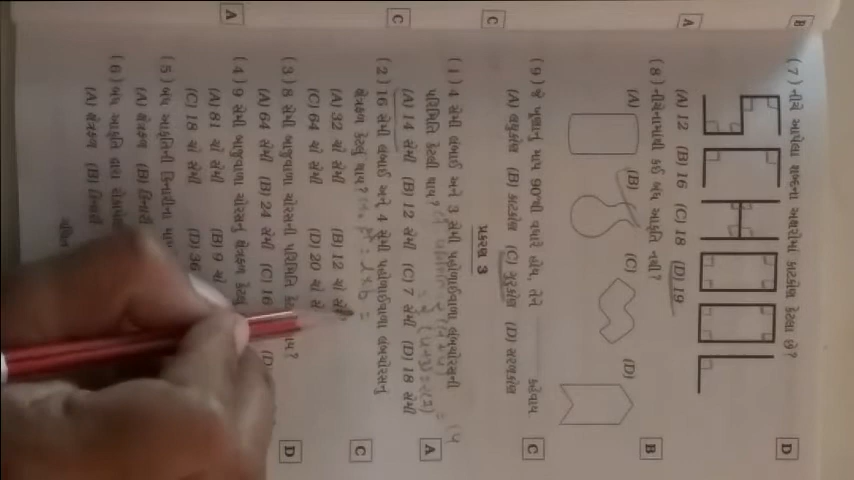 (7) નીચે આપેલા શબ્દના અક્ષરોમાં કાટકોણ કેટલા છે? D
(A) 12 (B) 16 (C) 18 (D) 19
A
(8) નીચેનામાંથી કઈ બંધ આકૃતિ નથી? B
(A) (B) (C) (D)
(9) જે ખૂણાનું માપ 90°થી વધારે હોય, તેને કહેવાય. C
(A) લઘુકોણ (B) કાટકોણ (C) ગુરુકોણ (D) સરળકોણ
પ્રકરણ 3
C
(1) 4 સેમી લંબાઈ અને 3 સેમી પહોળાઈવાળા લંબચોરસની
પરિમિતિ કેટલી થાય? A
(A) 14 સેમી (B) 12 સેમી (C) 7 સેમી (D) 18 સેમી
C
(2) 16 સેમી લંબાઈ અને 4 સેમી પહોળાઈવાળા લંબચોરસનું
ક્ષેત્રફળ કેટલું થાય? C
= l × b =
(A) 32 ચો સેમી (B) 12 ચો
(C) 64 ચો સેમી (D) 20 ચો
(3) 8 સેમી બાજુવાળા ચોરસની પરિમિતિ D
(A) 64 સેમી (B) 24 સેમી (C) 16 (D)
(4) 9 સેમી બાજુવાળા ચોરસનું ક્ષેત્રફળ
A
(A) 81 ચો સેમી (B) 9 ચો
(C) 18 ચો સેમી (D) 36
(5) બંધ આકૃતિની કિનારીના
(A) ક્ષેત્રફળ (B) કિનારી
(6) બંધ આકૃતિ દ્વારા
(A) ક્ષેત્રફળ (B) કિનારી
ગણિત